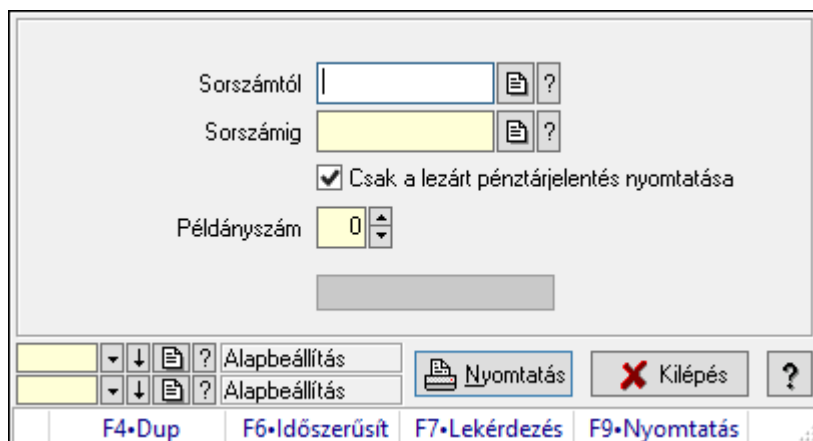 Sorszámtól ?
Sorszámig ?
Csak a lezárt pénztárjelentés nyomtatása
Példányszám 0
? Alapbeállítás
? Alapbeállítás
Nyomtatás Kilépés ?
F4•Dup F6•Időszerűsít F7•Lekérdezés F9•Nyomtatás